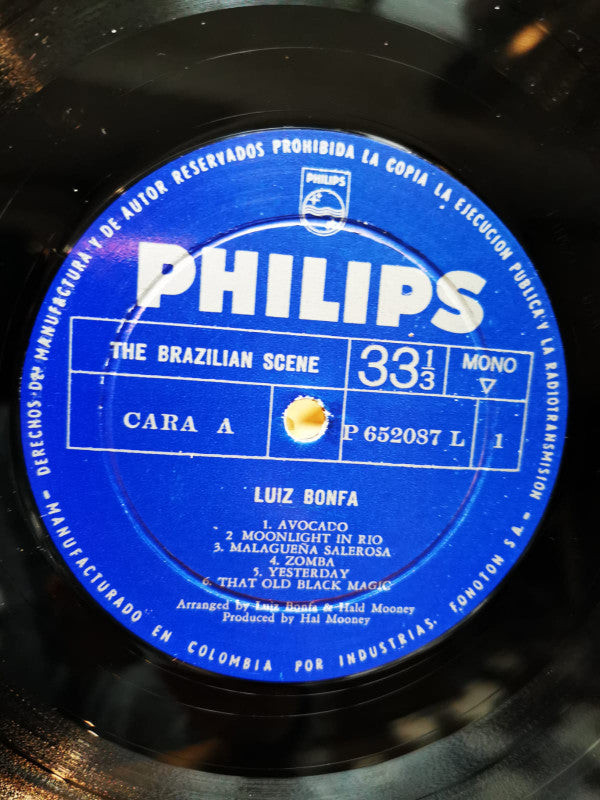 DERECHOS DE MANUFACTURA Y DE AUTOR RESERVADOS PROHIBIDA LA COPIA LA EJECUCION PUBLICA Y LA RADIOTRANSMISION
PHILIPS
PHILIPS
THE BRAZILIAN SCENE
33 1/3
MONO
CARA A
P 652087 L
1
LUIZ BONFA
1. AVOCADO
2 MOONLIGHT IN RIO
3. MALAGUEÑA SALEROSA
4. ZOMBA
5. YESTERDAY
6. THAT OLD BLACK MAGIC
Arranged by Luiz Bonfa & Hald Mooney
Produced by Hal Mooney
MANUFACTURADO EN COLOMBIA POR INDUSTRIAS. FONOTON S A.